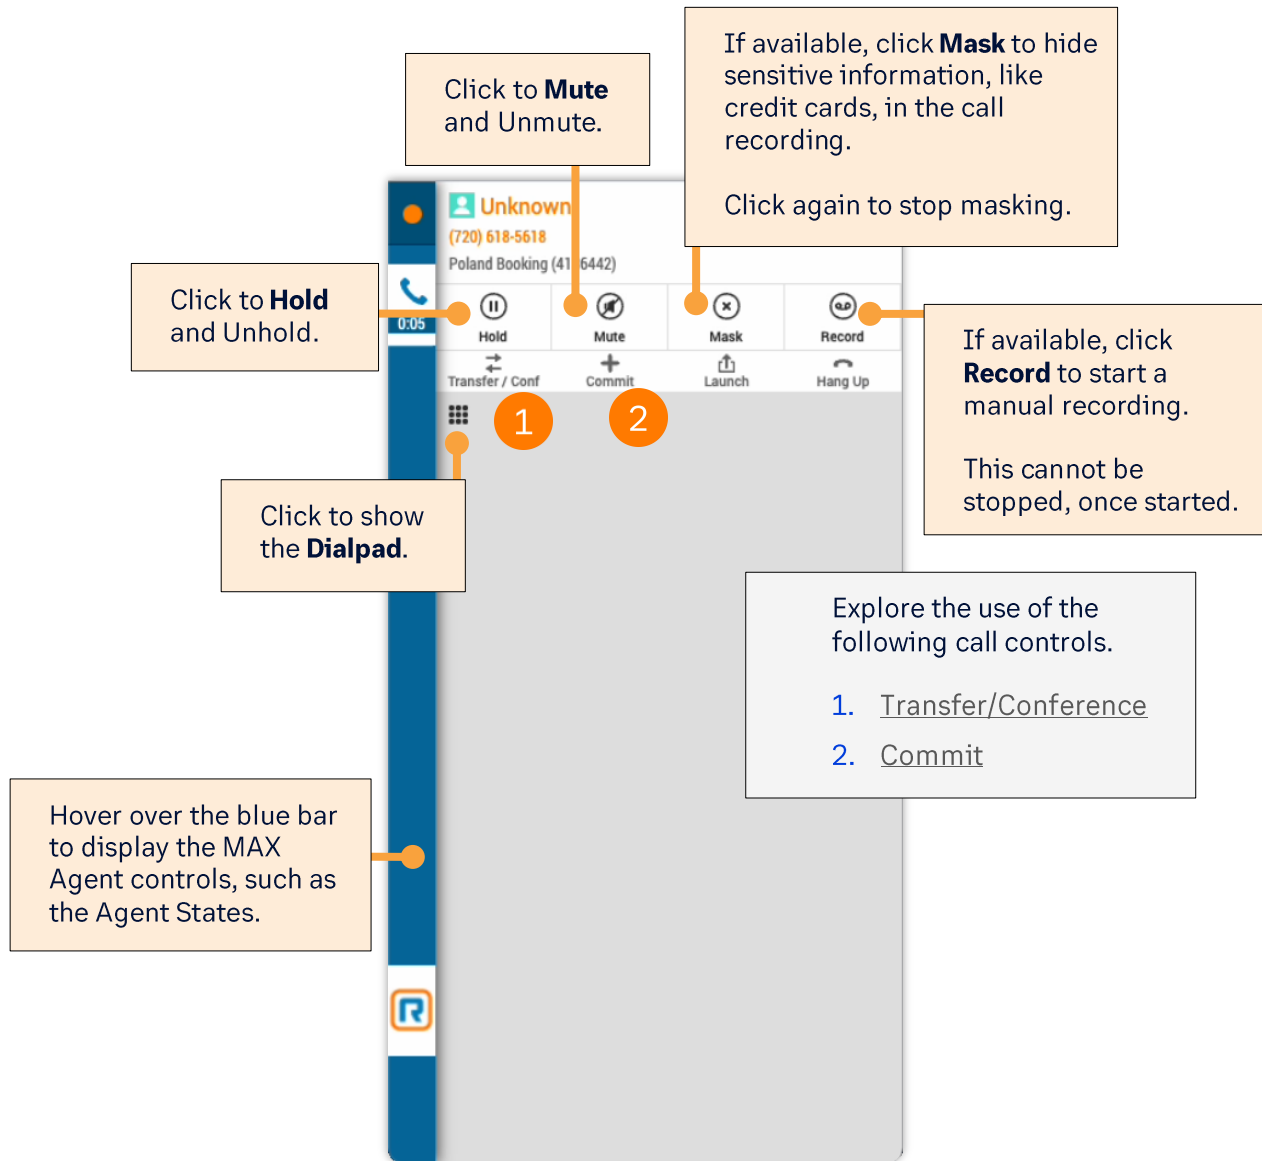 If available, click Mask to hide
sensitive information, like
credit cards, in the call
recording.
Click again to stop masking.
Click to Mute
and Unmute.
Unknown
(720) 618-5618
Poland Booking (41 6442)
Click to Hold
and Unhold.
0:05
Hold
Mute
Mask
Record
Transfer / Conf
Commit
Launch
Hang Up
1
2
If available, click
Record to start a
manual recording.
This cannot be
stopped, once started.
Click to show
the Dialpad.
Explore the use of the
following call controls.
1. Transfer/Conference
2. Commit
Hover over the blue bar
to display the MAX
Agent controls, such as
the Agent States.
R